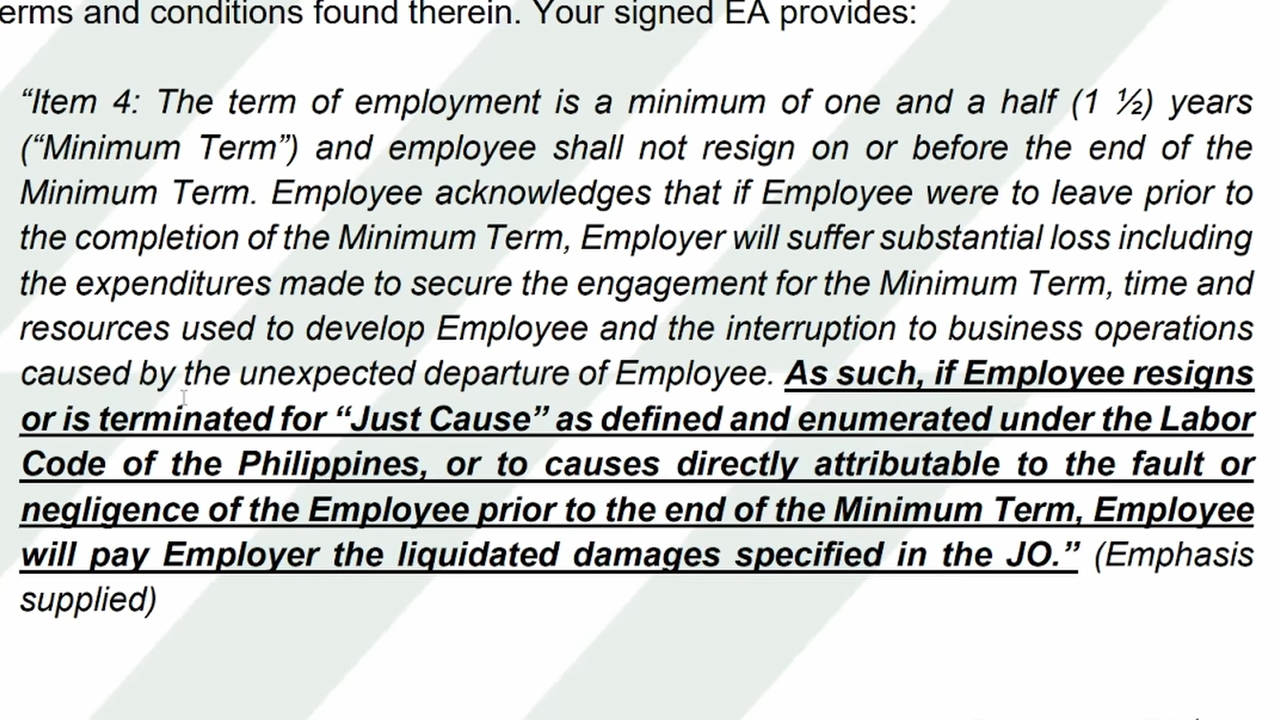 erms and conditions found therein. Your signed EA provides:
“Item 4: The term of employment is a minimum of one and a half (1 ½) years
(“Minimum Term”) and employee shall not resign on or before the end of the
Minimum Term. Employee acknowledges that if Employee were to leave prior to
the completion of the Minimum Term, Employer will suffer substantial loss including
the expenditures made to secure the engagement for the Minimum Term, time and
resources used to develop Employee and the interruption to business operations
caused by the unexpected departure of Employee. As such, if Employee resigns
or is terminated for “Just Cause” as defined and enumerated under the Labor
Code of the Philippines, or to causes directly attributable to the fault or
negligence of the Employee prior to the end of the Minimum Term, Employee
will pay Employer the liquidated damages specified in the JO.” (Emphasis
supplied)